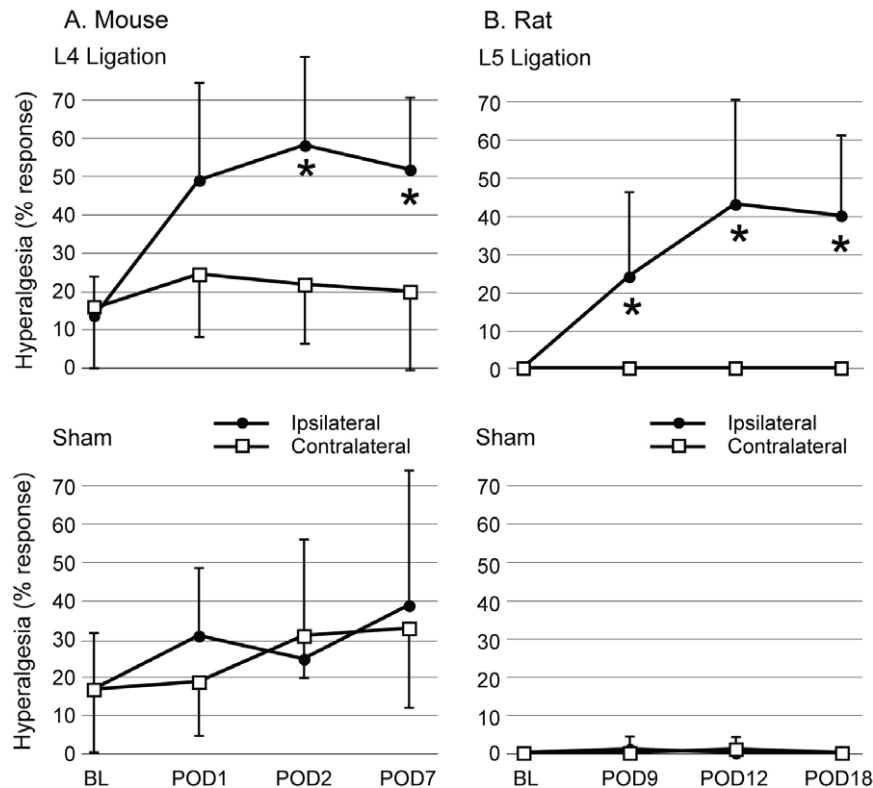 A. Mouse
L4 Ligation
Hyperalgesia (% response)
70
60
50
40
30
20
10
0
*
*
B. Rat
L5 Ligation
70
60
50
40
30
20
10
0
*
*
*
Sham
Ipsilateral
Contralateral
Hyperalgesia (% response)
70
60
50
40
30
20
10
0
BL POD1 POD2 POD7
Sham
Ipsilateral
Contralateral
70
60
50
40
30
20
10
0
BL POD9 POD12 POD18